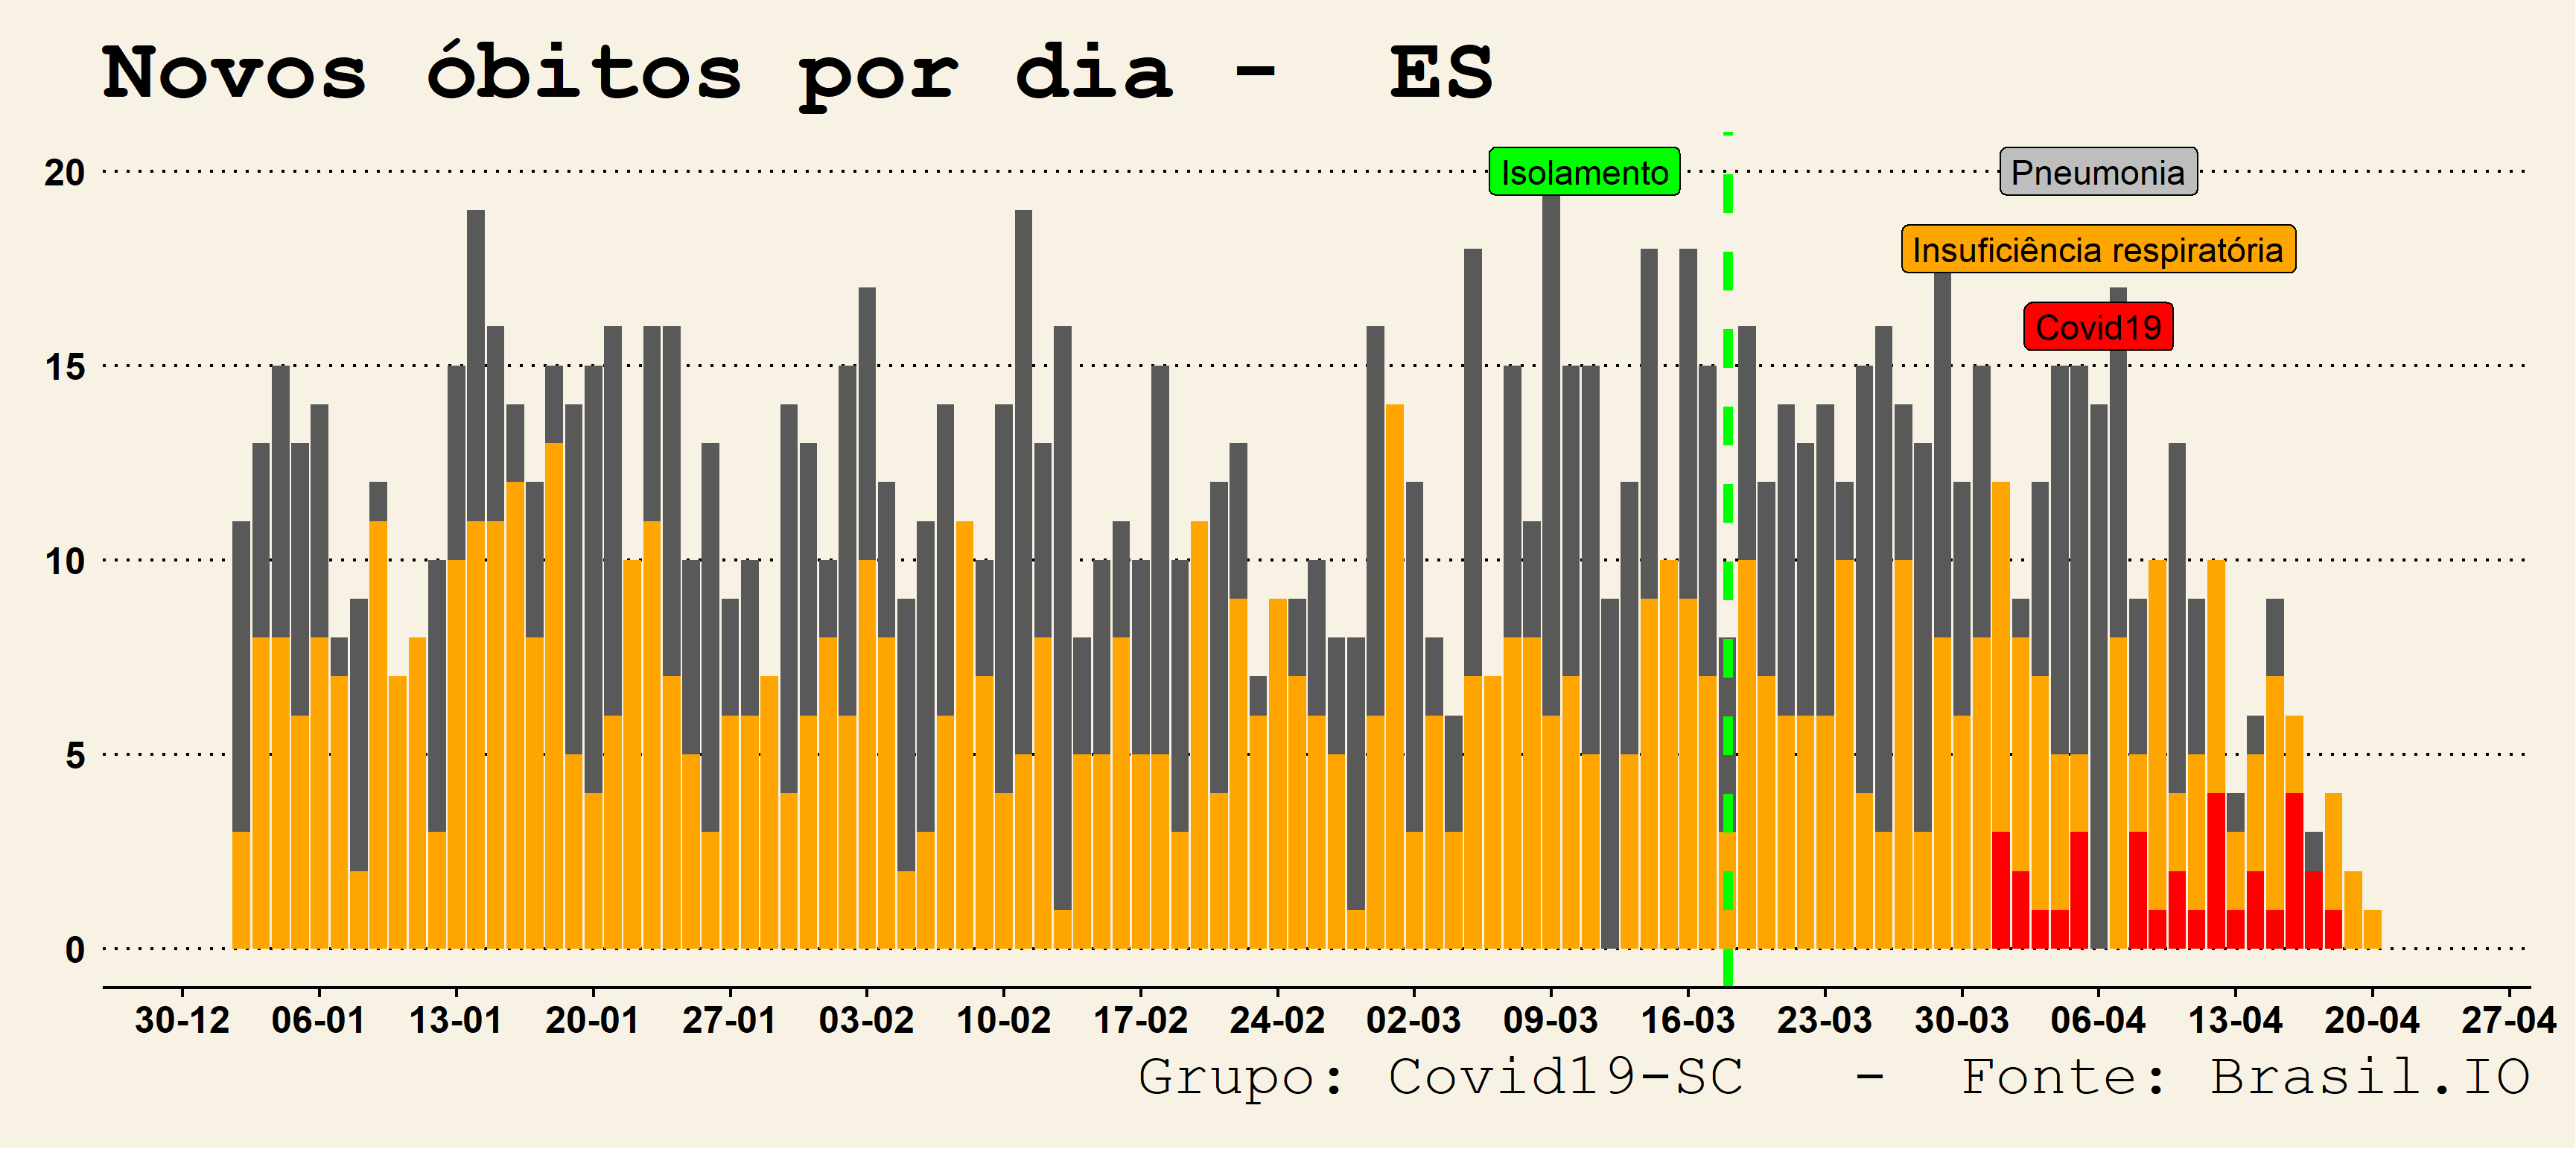 Novos óbitos por dia - ES
20 Isolamento Pneumonia
Insuficiência respiratória
Covid19
15
10
5
0
30-12 06-01 13-01 20-01 27-01 03-02 10-02 17-02 24-02 02-03 09-03 16-03 23-03 30-03 06-04 13-04 20-04 27-04
Grupo: Covid19-SC - Fonte: Brasil.IO